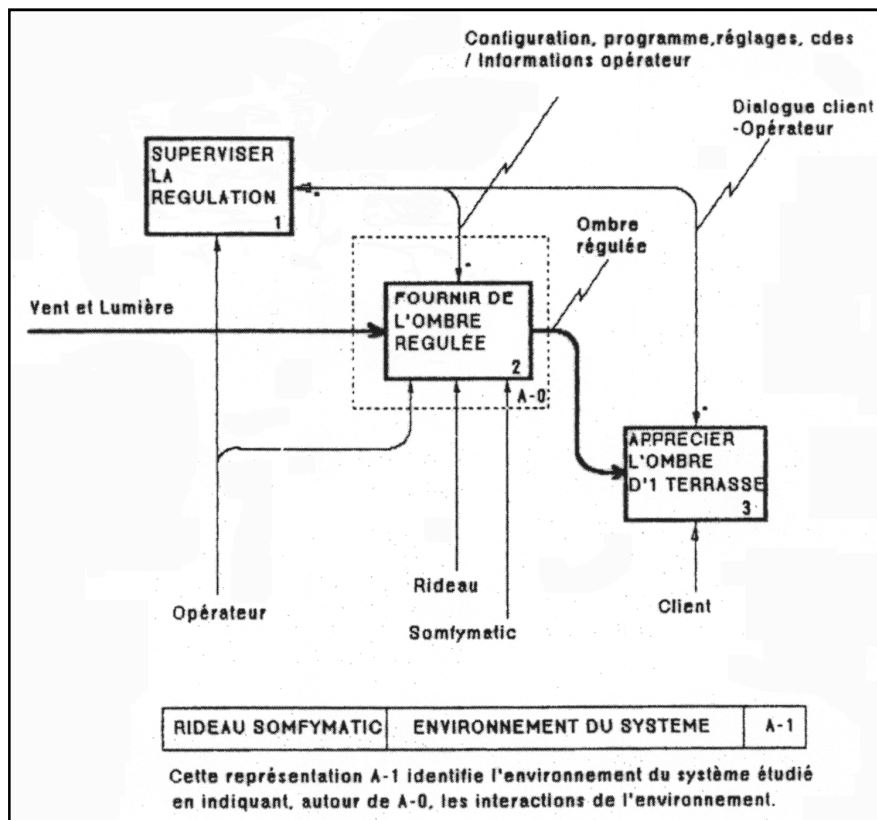 Configuration, programme,réglages, cdes
/ Informations opérateur
Dialogue client
-Opérateur
SUPERVISER
LA
REGULATION
1
Ombre
régulée
Vent et Lumière
FOURNIR DE
L'OMBRE
REGULÉE
2
A-0
APPRECIER
L'OMBRE
D'1 TERRASSE
3
Opérateur
Rideau
Somfymatic
Client
RIDEAU SOMFYMATIC ENVIRONNEMENT DU SYSTEME A-1
Cette représentation A-1 identifie l'environnement du système étudié
en indiquant, autour de A-0, les interactions de l'environnement.